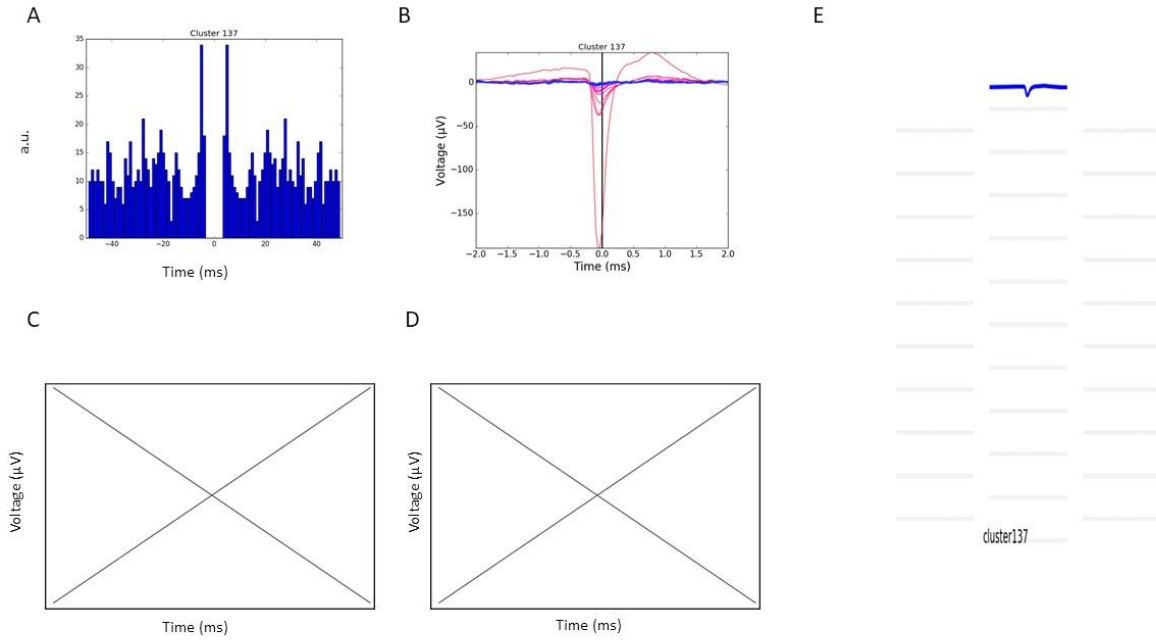 A
Cluster 137
35
30
25
20
15
10
5
0
a.u.
−40 −20 0 20 40
Time (ms)
B
Cluster 137
0
−50
−100
−150
Voltage (μV)
−2.0 −1.5 −1.0 −0.5 0.0 0.5 1.0 1.5 2.0
Time (ms)
C
Voltage (μV)
Time (ms)
D
Voltage (μV)
Time (ms)
E
cluster137